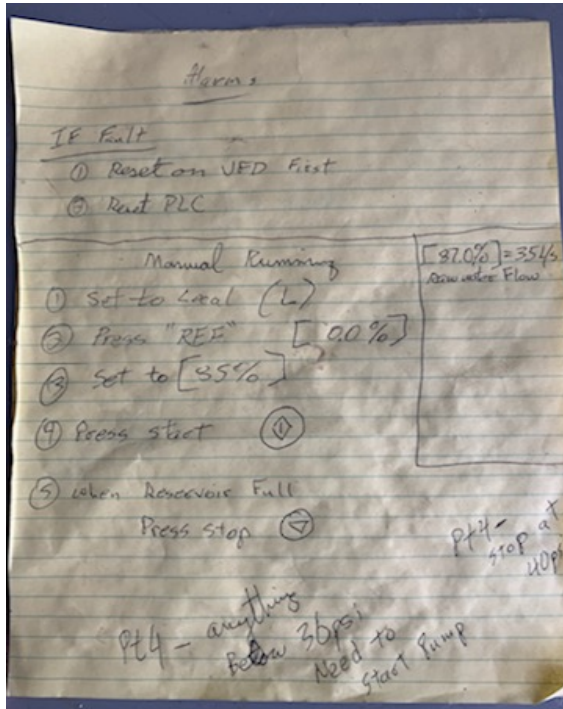 Alarms
IF Fault
① Reset on VFD First
② Reset PLC
Manual Running
① Set to Local (L)
② Press "REF" [0.0%]
③ Set to [85%]
④ Press start
⑤ when Reservoir Full
Press stop
[87.0%] = 35L/s
Raw water Flow
Pt4 - stop at
40psi
Pt4 - anything
Below 36psi
Need to
Start Pump